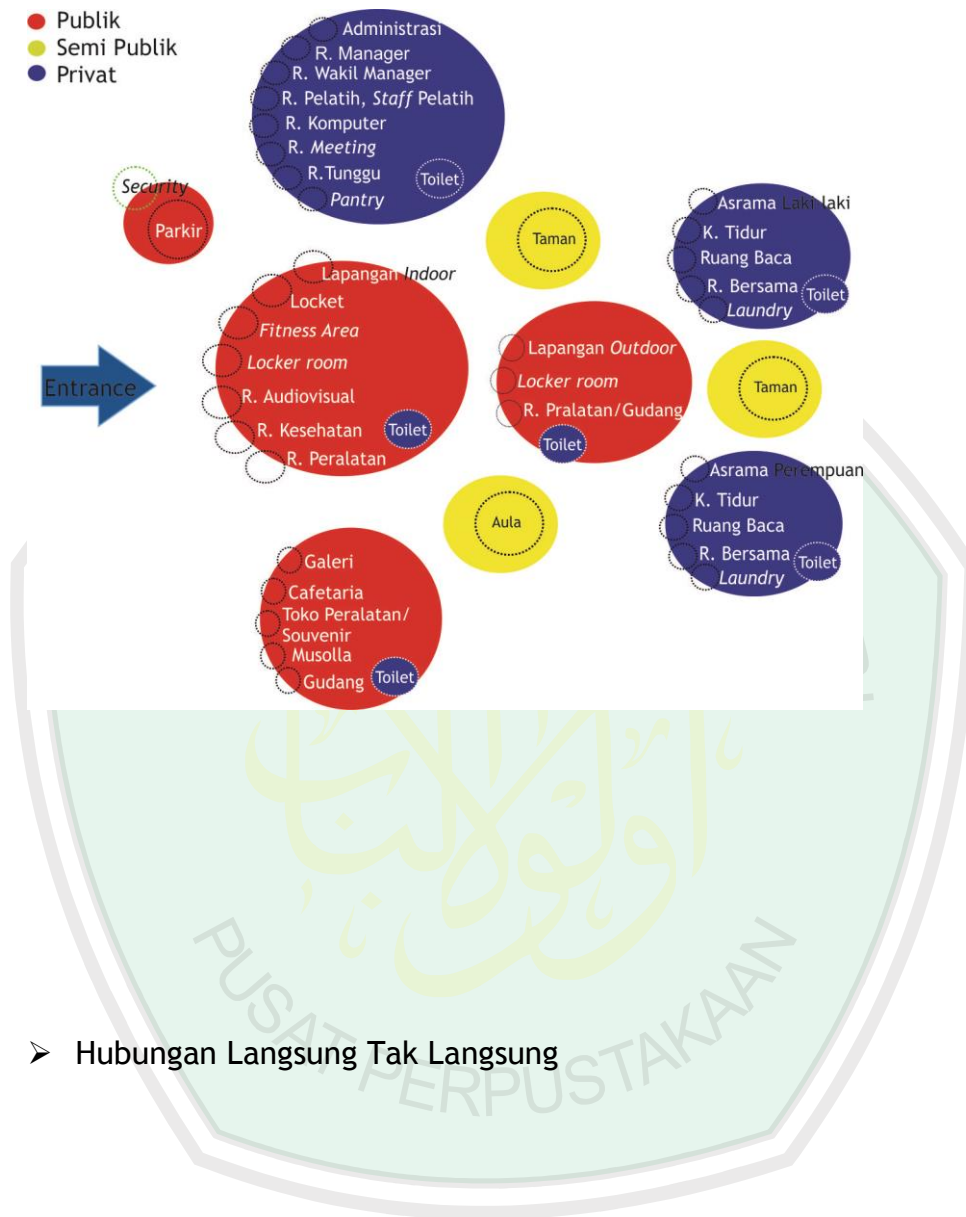 Publik
Semi Publik
Privat
Administrasi
R. Manager
R. Wakil Manager
R. Pelatih, Staff Pelatih
R. Komputer
R. Meeting
R.Tunggu
Pantry
Toilet
Security
Parkir
Taman
Asrama Laki-laki
K. Tidur
Ruang Baca
R. Bersama
Laundry
Toilet
Entrance
Lapangan Indoor
Locket
Fitness Area
Locker room
R. Audiovisual
R. Kesehatan
R. Peralatan
Toilet
Lapangan Outdoor
Locker room
R. Pralatan/Gudang
Toilet
Taman
Aula
Asrama Perempuan
K. Tidur
Ruang Baca
R. Bersama
Laundry
Toilet
Galeri
Cafetaria
Toko Peralatan/
Souvenir
Musolla
Gudang
Toilet
➢ Hubungan Langsung Tak Langsung
PUSAT PERPUSTAKAAN